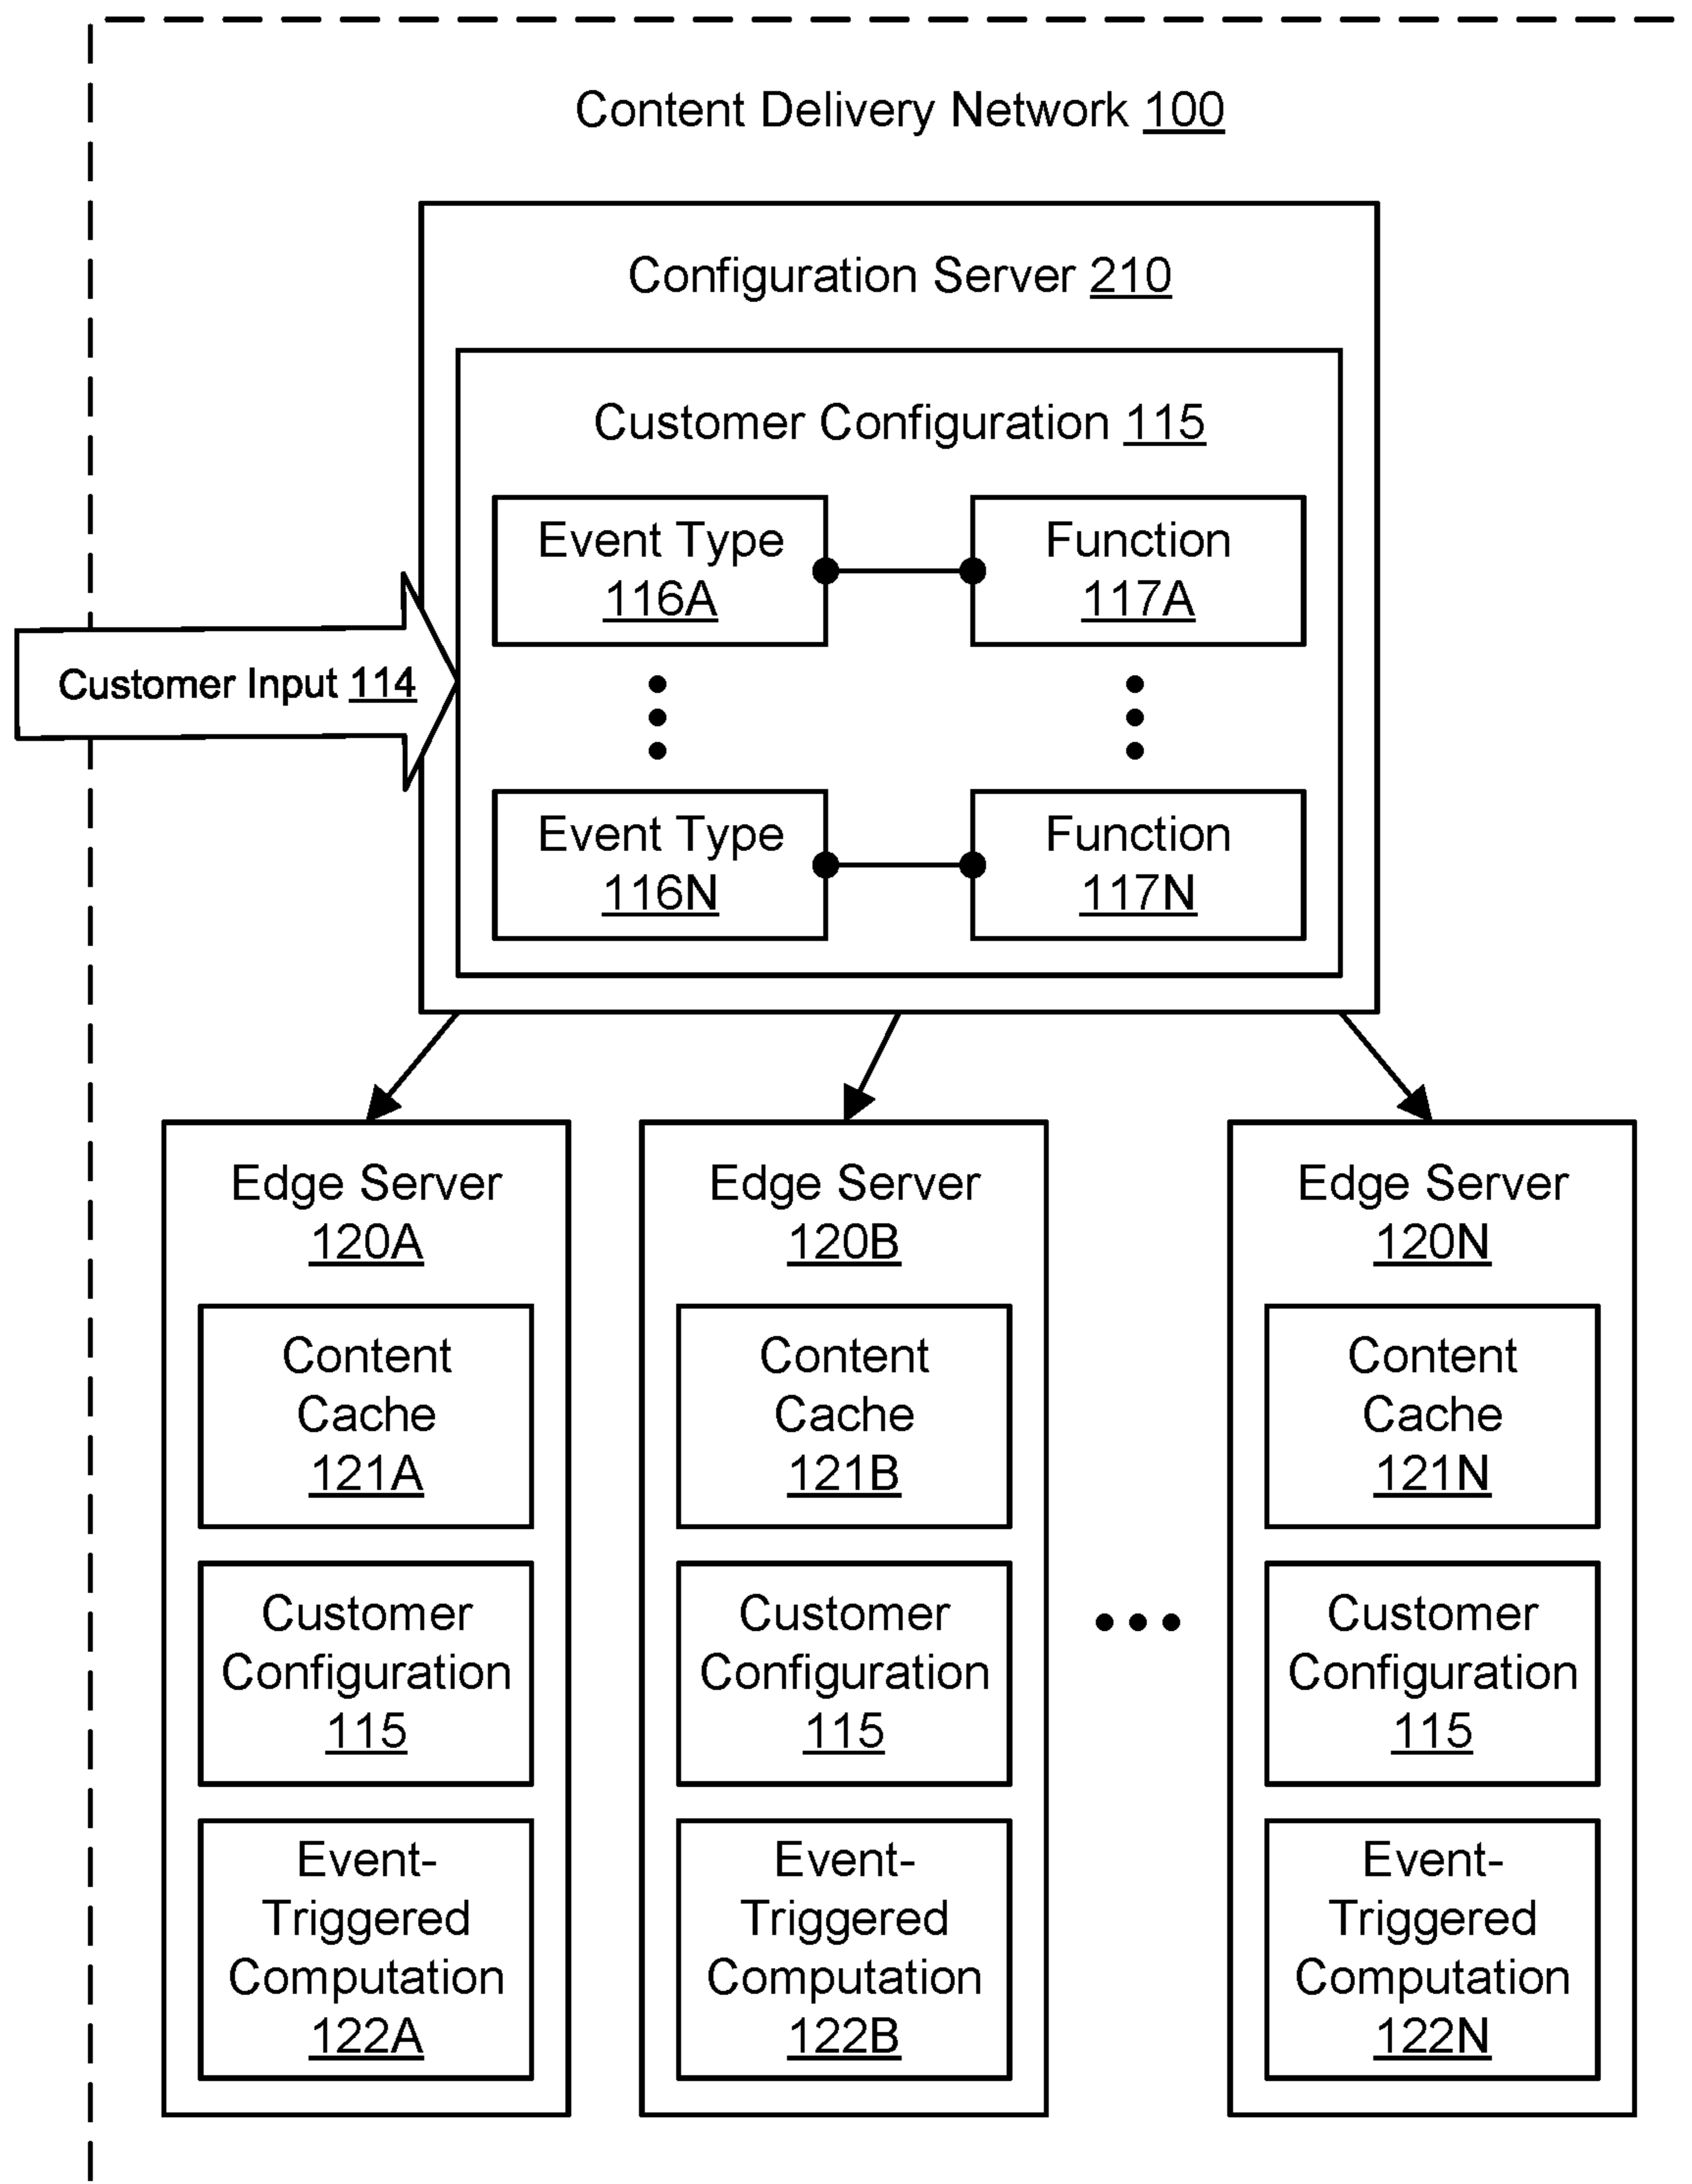 Content Delivery Network 100
Configuration Server 210
Customer Configuration 115
Event Type
116A
Function
117A
Customer Input 114
Event Type
116N
Function
117N
Edge Server
120A
Content
Cache
121A
Customer
Configuration
115
Event-
Triggered
Computation
122A
Edge Server
120B
Content
Cache
121B
Customer
Configuration
115
Event-
Triggered
Computation
122B
Edge Server
120N
Content
Cache
121N
Customer
Configuration
115
Event-
Triggered
Computation
122N